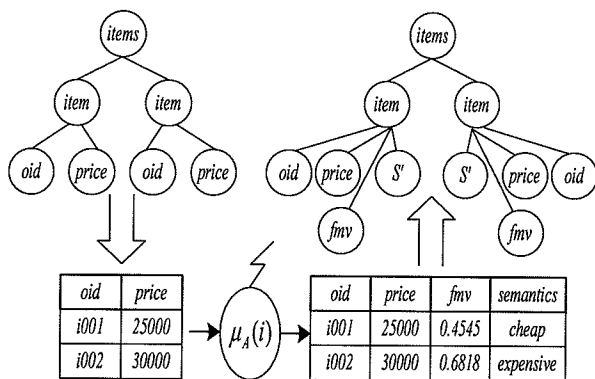 items
items
item
item
item
item
oid
price
oid
price
oid
price
S'
S'
price
oid
fmv
fmv
oid price
i001 25000
i002 30000
μ_A(i)
oid price fmv semantics
i001 25000 0.4545 cheap
i002 30000 0.6818 expensive